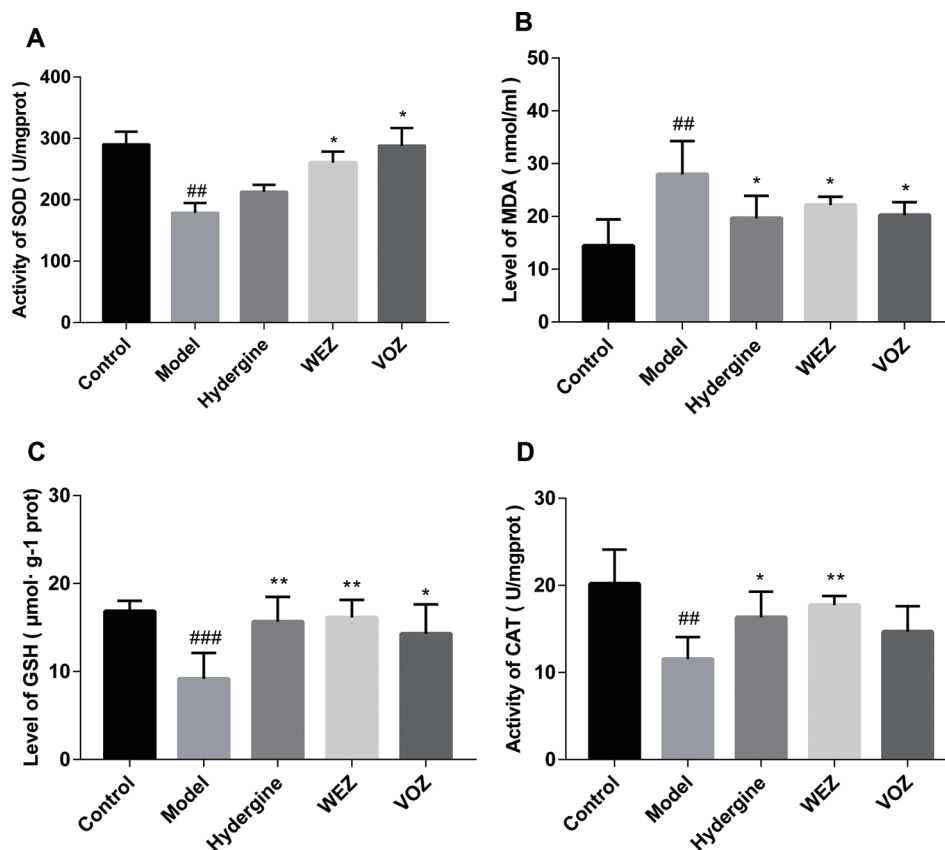 A
Activity of SOD ( U/mgprot )
400
300
200
100
0
##
*
*
Control
Model
Hydergine
WEZ
VOZ
B
Level of MDA ( nmol/ml )
50
40
30
20
10
0
##
*
*
*
Control
Model
Hydergine
WEZ
VOZ
C
Level of GSH ( μmol· g-1 prot)
30
20
10
0
###
**
**
*
Control
Model
Hydergine
WEZ
VOZ
D
Activity of CAT ( U/mgprot )
30
20
10
0
##
*
**
Control
Model
Hydergine
WEZ
VOZ